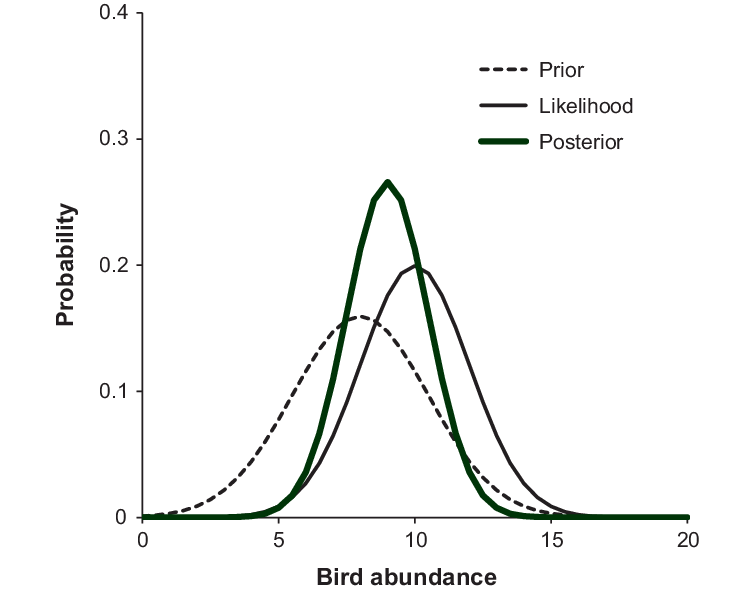 0.4
0.3
0.2
0.1
0
Probability
Prior
Likelihood
Posterior
0 5 10 15 20
Bird abundance